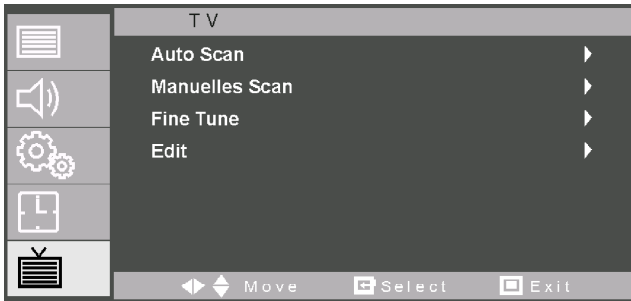 TV
Auto Scan
Manuelles Scan
Fine Tune
Edit
Move Select Exit